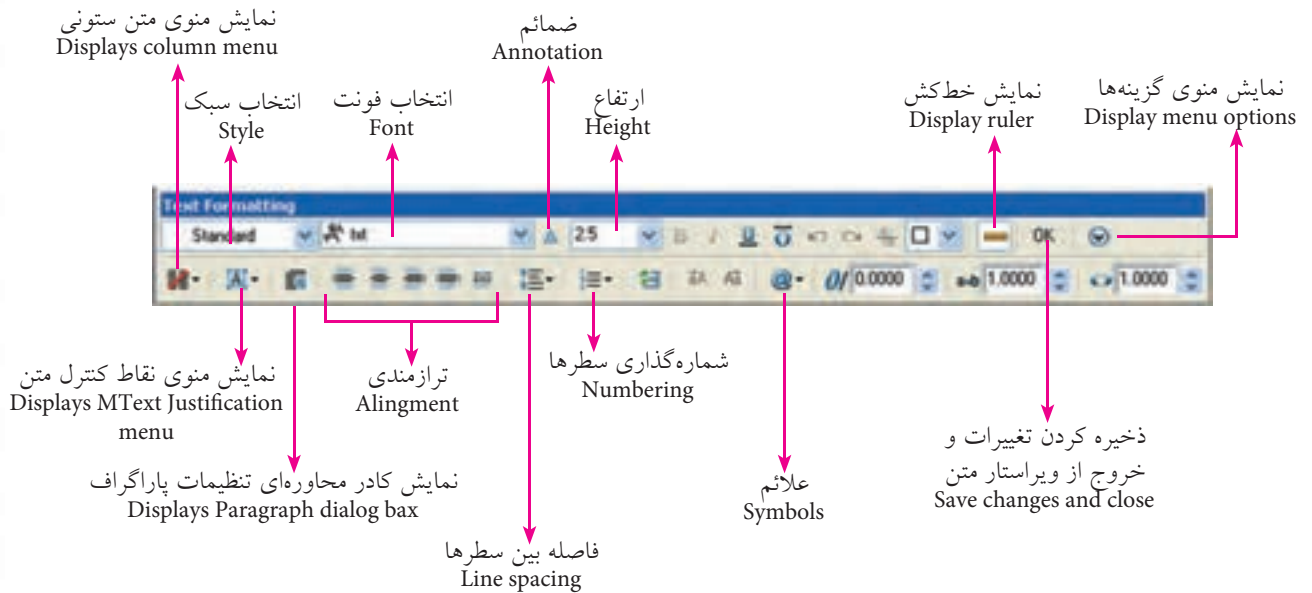 نمایش منوی متن ستونی
Displays column menu
انتخاب سبک
Style
انتخاب فونت
Font
ضمائم
Annotation
ارتفاع
Height
نمایش خط‌کش
Display ruler
نمایش منوی گزینه‌ها
Display menu options
Text Formatting
Standard
txt
2.5
B
I
U
O
OK
@
0/ 0.0000
a-b 1.0000
1.0000
نمایش منوی نقاط کنترل متن
Displays MText Justification
menu
نمایش کادر محاوره‌ای تنظیمات پاراگراف
Displays Paragraph dialog bax
ترازمندی
Alingment
فاصله بین سطرها
Line spacing
شماره‌گذاری سطرها
Numbering
علائم
Symbols
ذخیره کردن تغییرات و
خروج از ویراستار متن
Save changes and close